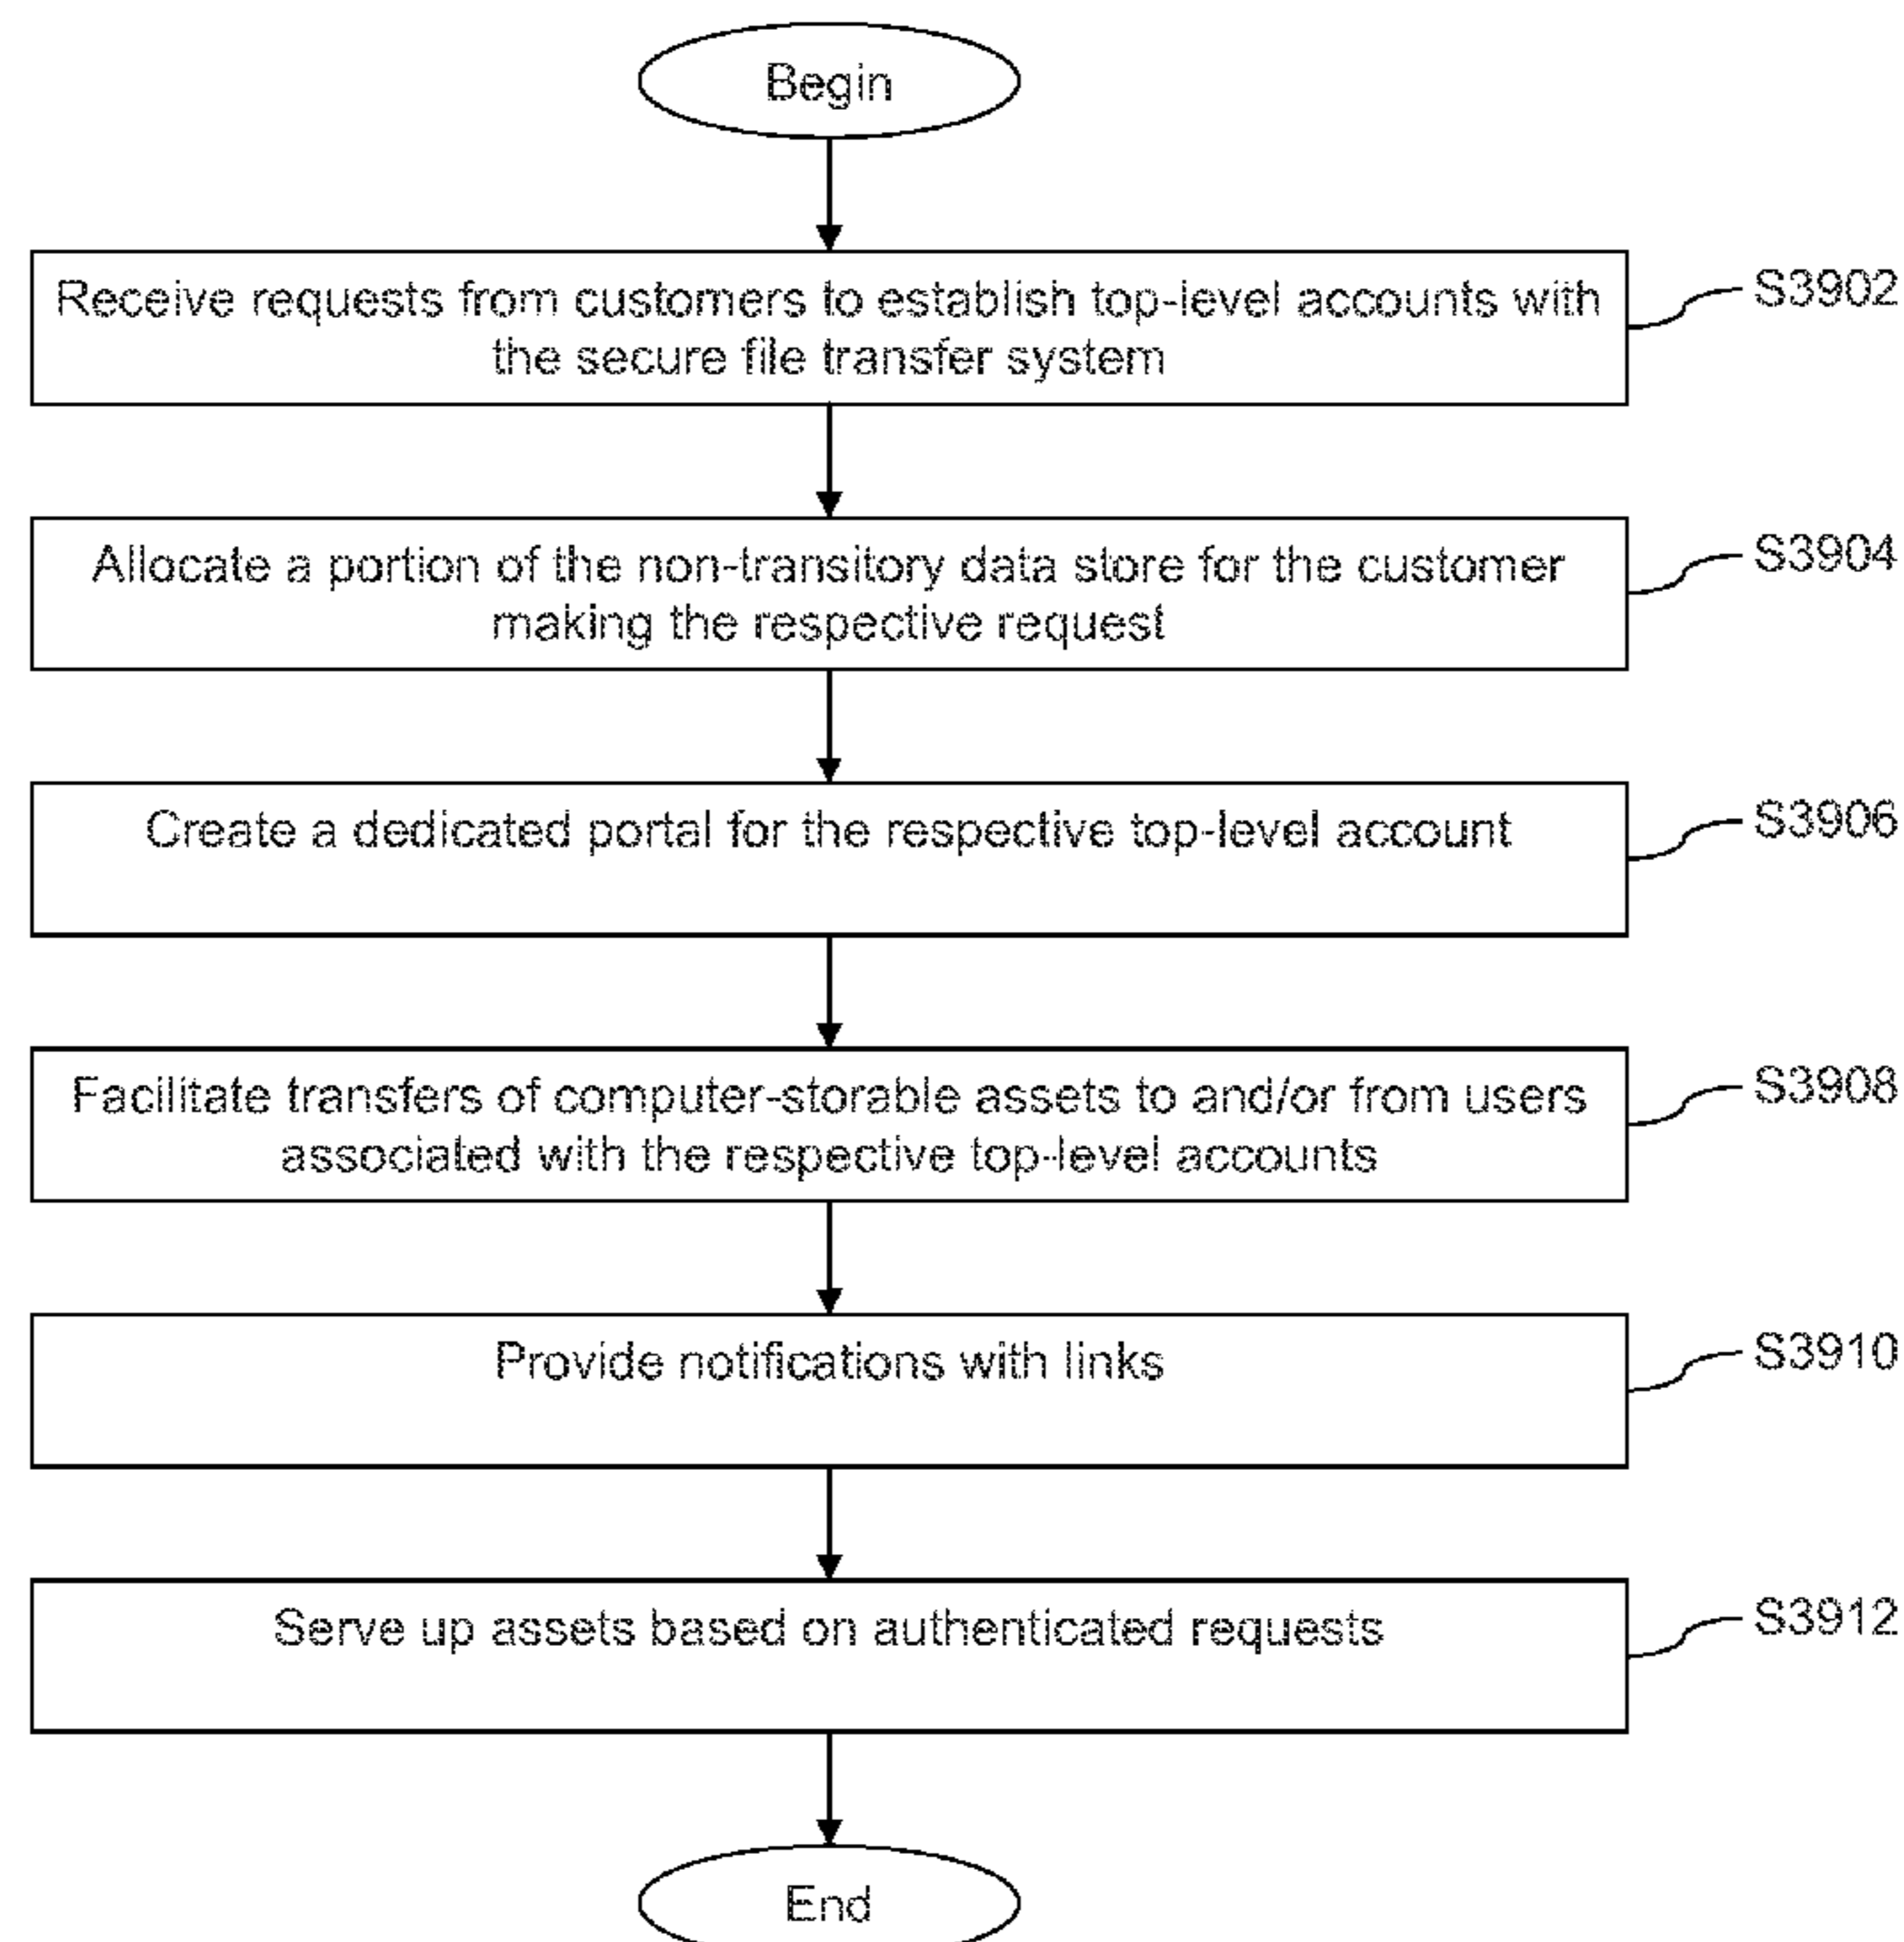 Begin
Receive requests from customers to establish top-level accounts with
the secure file transfer system
S3902
Allocate a portion of the non-transitory data store for the customer
making the respective request
S3904
Create a dedicated portal for the respective top-level account
S3906
Facilitate transfers of computer-storable assets to and/or from users
associated with the respective top-level accounts
S3908
Provide notifications with links
S3910
Serve up assets based on authenticated requests
S3912
End